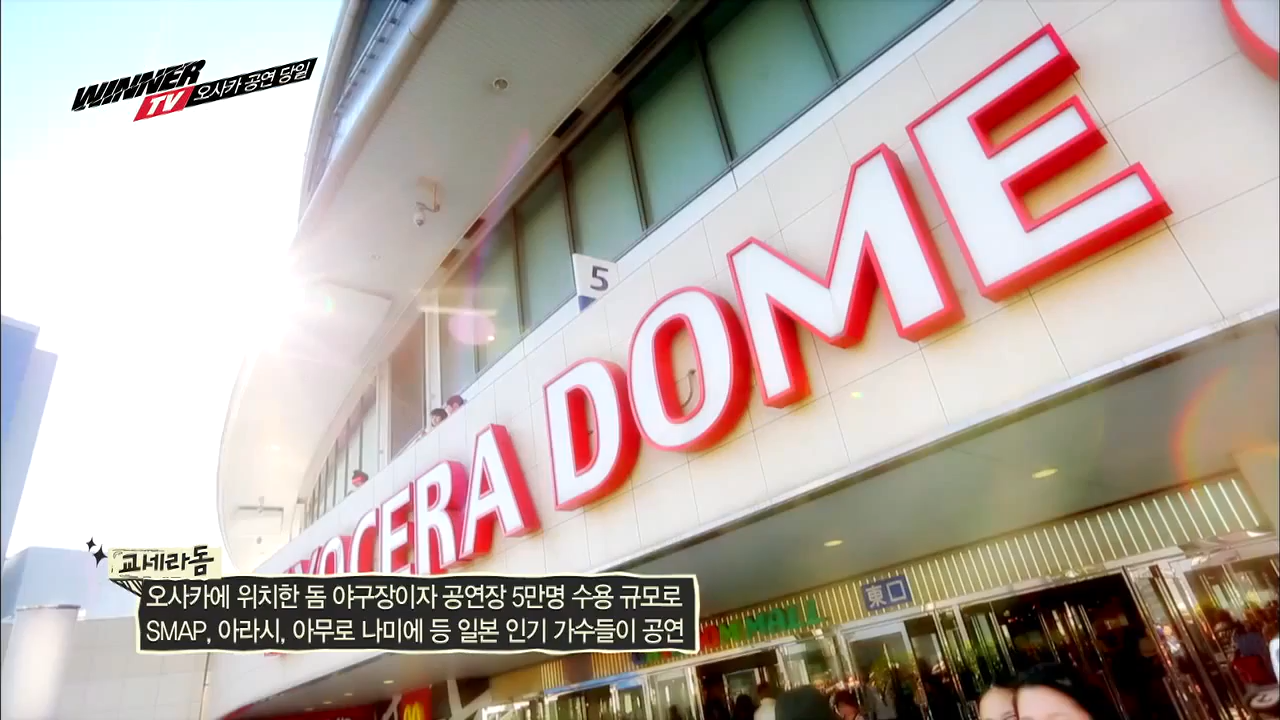 WINNER
TV 오사카 공연 당일
5
KYOCERA DOME
東口
MALL
교세라돔
오사카에 위치한 돔 야구장이자 공연장 5만명 수용 규모로
SMAP, 아라시, 아무로 나미에 등 일본 인기 가수들이 공연